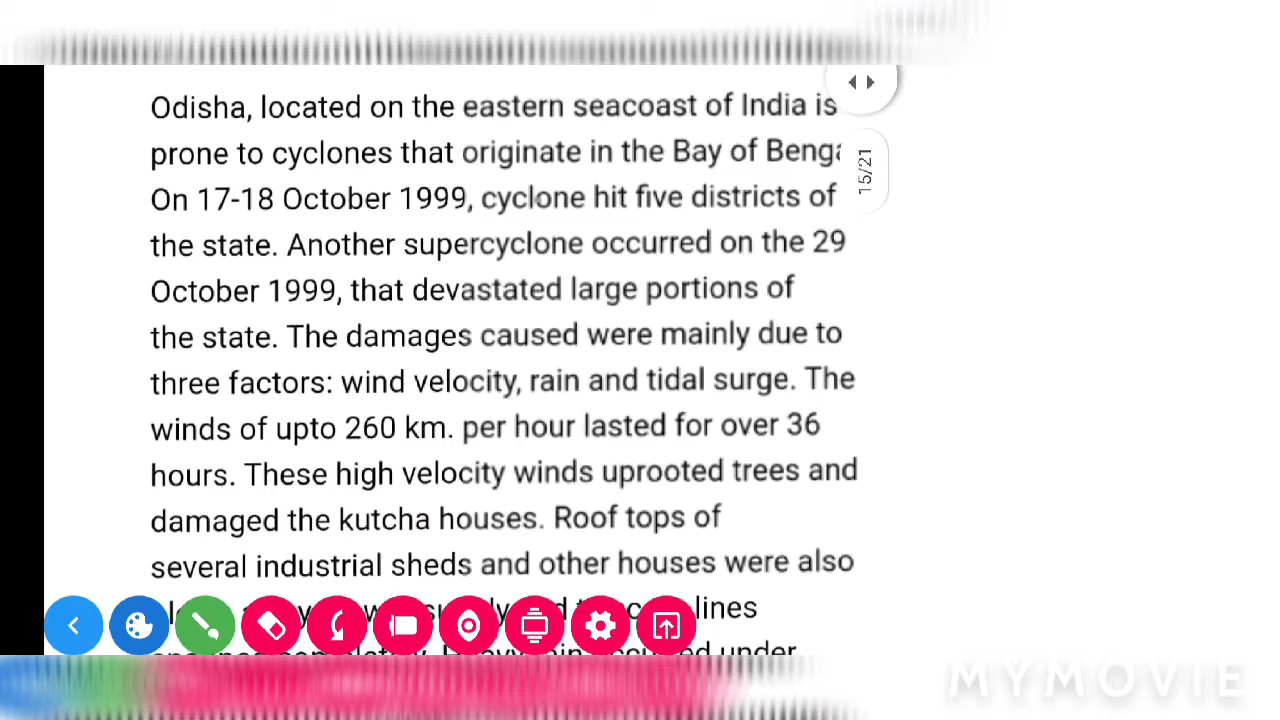 Odisha, located on the eastern seacoast of India is
prone to cyclones that originate in the Bay of
On 17-18 October 1999, cyclone hit five districts of
the state. Another supercyclone occurred on the 29
October 1999, that devastated large portions of
the state. The damages caused were mainly due to
three factors: wind velocity, rain and tidal surge. The
winds of upto 260 km. per hour lasted for over 36
hours. These high velocity winds uprooted trees and
damaged the kutcha houses. Roof tops of
several industrial sheds and other houses were also
lines
under
15/21
MYMOVIE